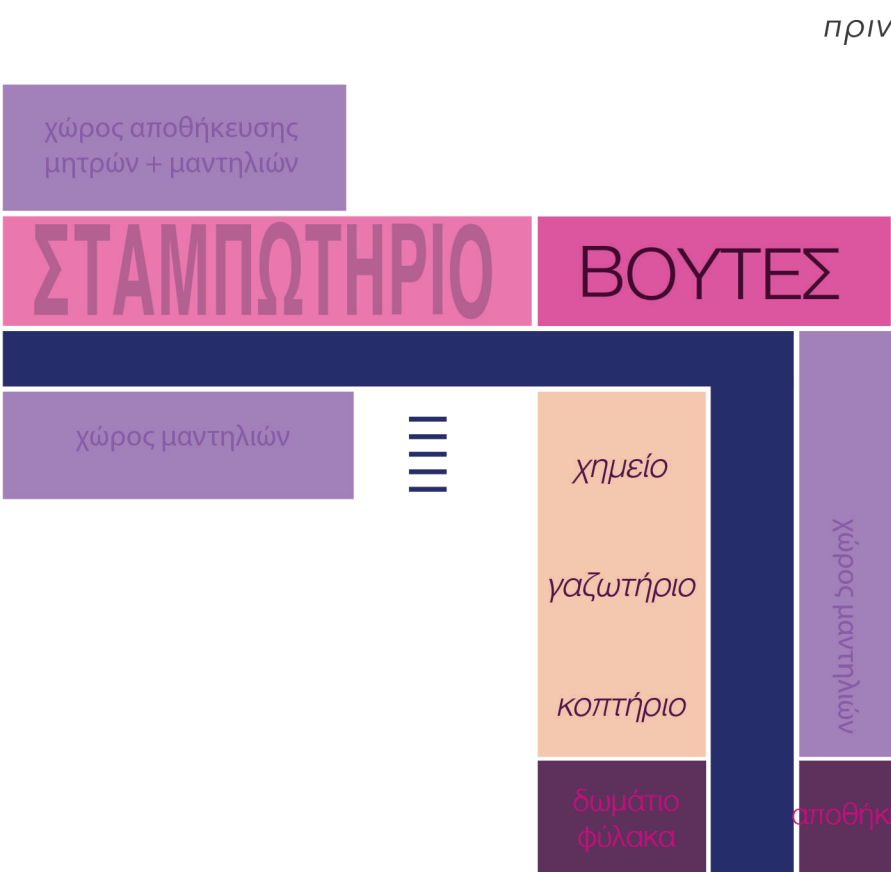 πριν
χώρος αποθήκευσης
μητρών + μαντηλιών
ΣΤΑΜΠΩΤΗΡΙΟ
ΒΟΥΤΕΣ
χώρος μαντηλιών
χημείο
γαζωτήριο
κοπτήριο
χώρος μαντηλιών
δωμάτιο
φύλακα